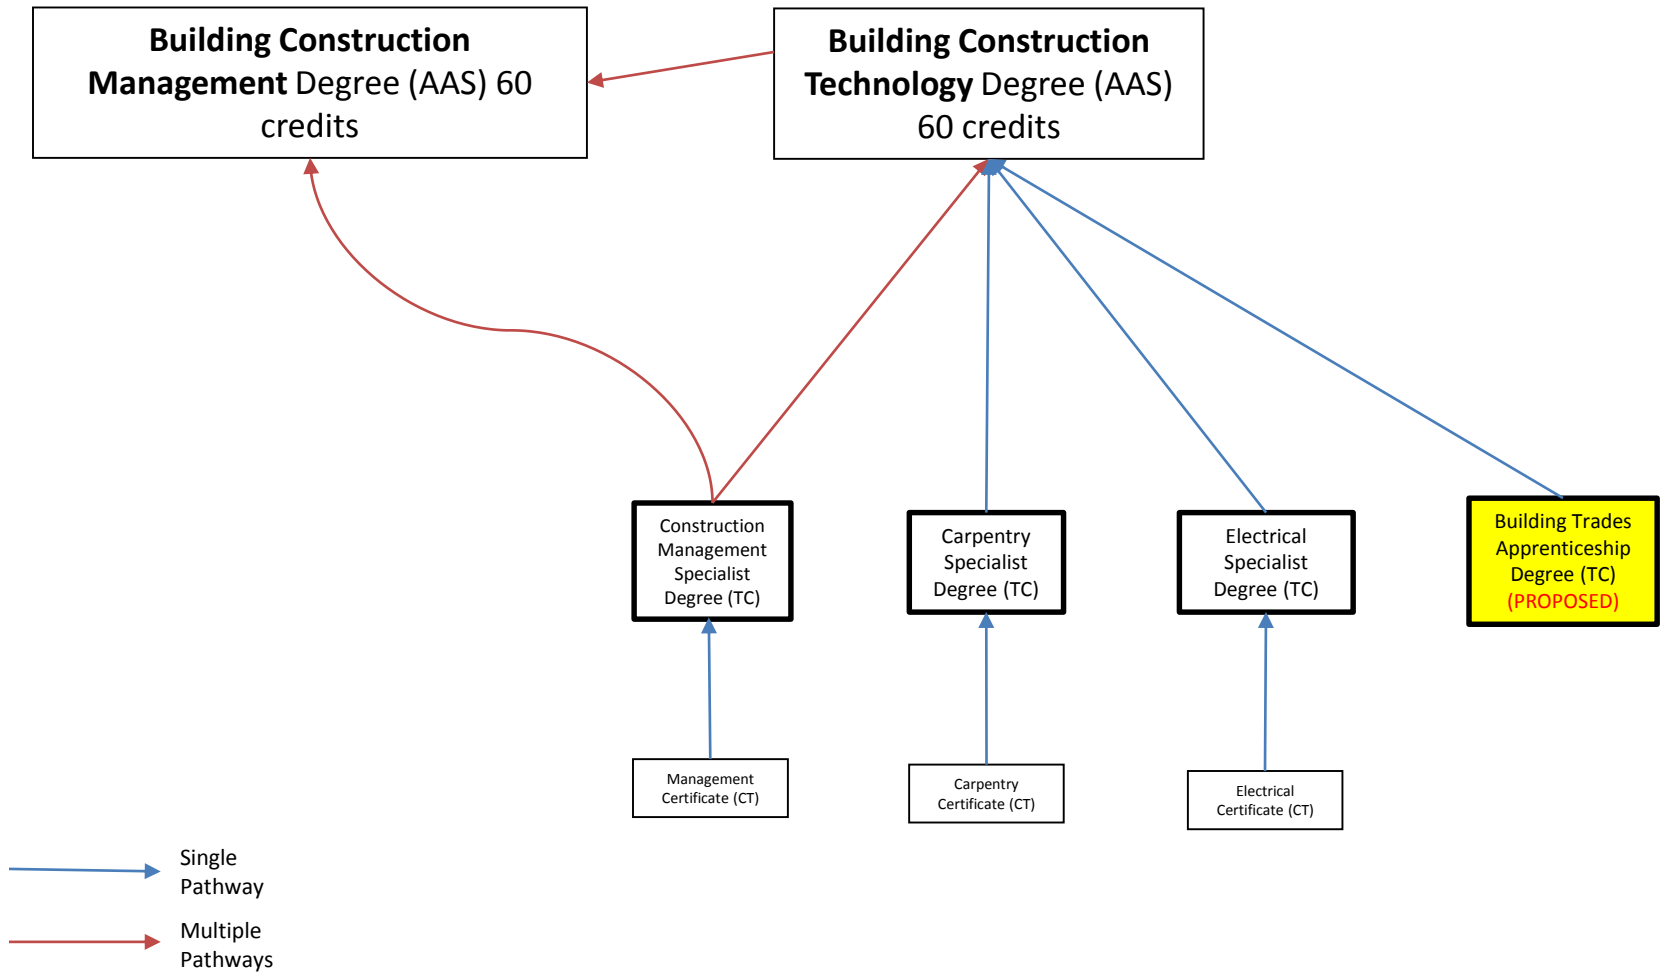 Building Construction
Management Degree (AAS) 60
credits
Building Construction
Technology Degree (AAS)
60 credits
Construction
Management
Specialist
Degree (TC)
Carpentry
Specialist
Degree (TC)
Electrical
Specialist
Degree (TC)
Building Trades
Apprenticeship
Degree (TC)
(PROPOSED)
Management
Certificate (CT)
Carpentry
Certificate (CT)
Electrical
Certificate (CT)
Single
Pathway
Multiple
Pathways